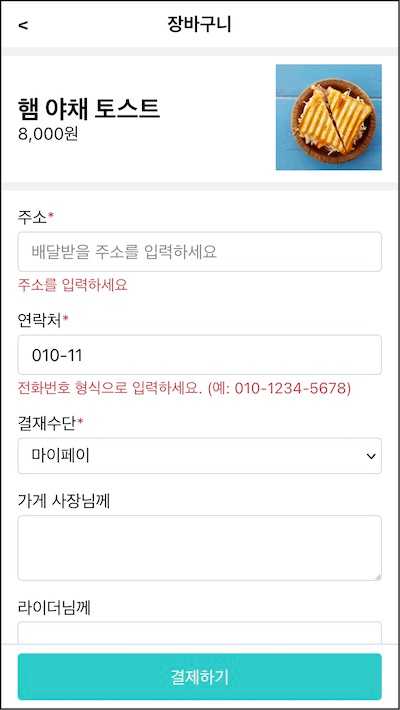 <
장바구니
햄 야채 토스트
8,000원
주소*
배달받을 주소를 입력하세요
주소를 입력하세요
연락처*
010-11
전화번호 형식으로 입력하세요. (예: 010-1234-5678)
결재수단*
마이페이
가게 사장님께
라이더님께
결제하기